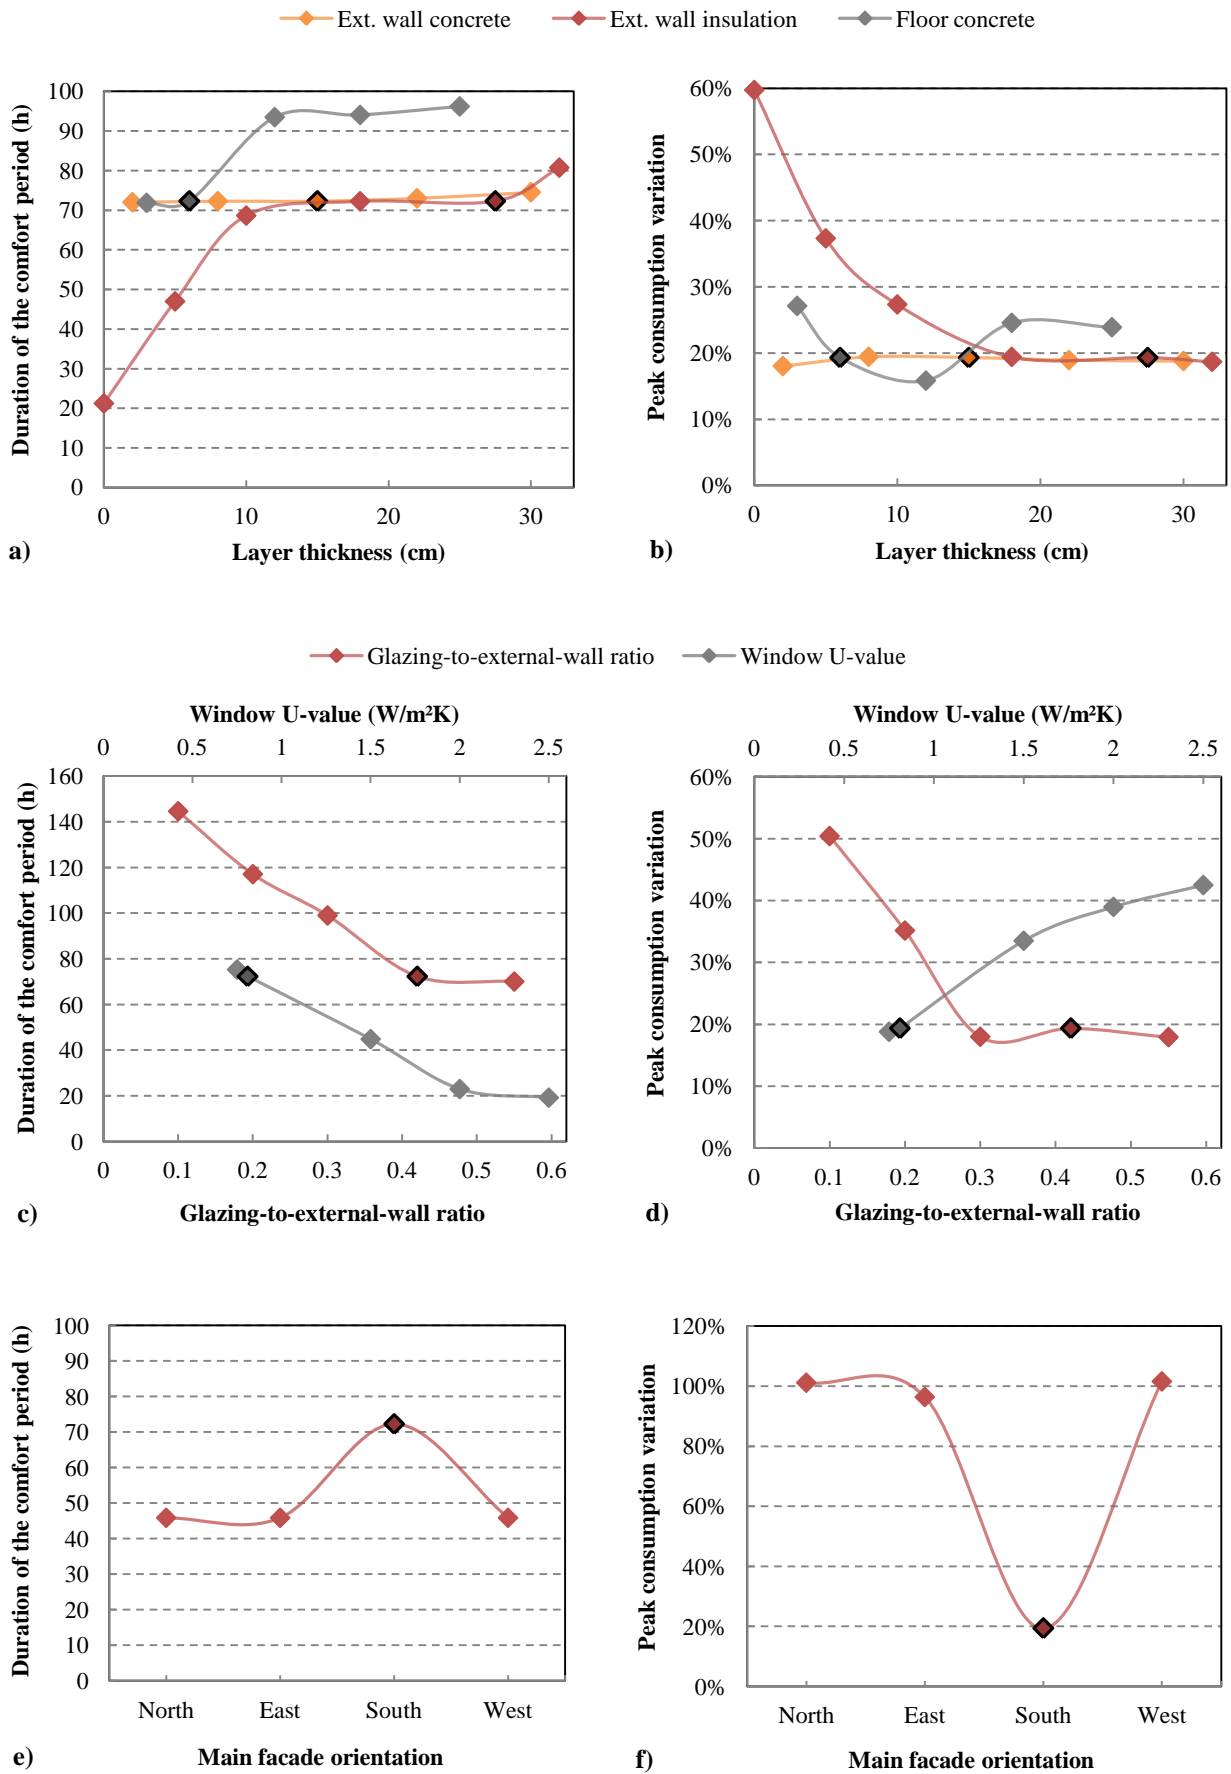 Ext. wall concrete Ext. wall insulation Floor concrete
Duration of the comfort period (h)
100
90
80
70
60
50
40
30
20
10
0
0 10 20 30
Layer thickness (cm)
a)
Peak consumption variation
60%
50%
40%
30%
20%
10%
0%
0 10 20 30
Layer thickness (cm)
b)
Glazing-to-external-wall ratio Window U-value
Window U-value (W/m²K)
0 0.5 1 1.5 2 2.5
Duration of the comfort period (h)
160
140
120
100
80
60
40
20
0
0 0.1 0.2 0.3 0.4 0.5 0.6
Glazing-to-external-wall ratio
c)
Window U-value (W/m²K)
0 0.5 1 1.5 2 2.5
Peak consumption variation
60%
50%
40%
30%
20%
10%
0%
0 0.1 0.2 0.3 0.4 0.5 0.6
Glazing-to-external-wall ratio
d)
Duration of the comfort period (h)
100
90
80
70
60
50
40
30
20
10
0
North East South West
Main facade orientation
e)
Peak consumption variation
120%
100%
80%
60%
40%
20%
0%
North East South West
Main facade orientation
f)